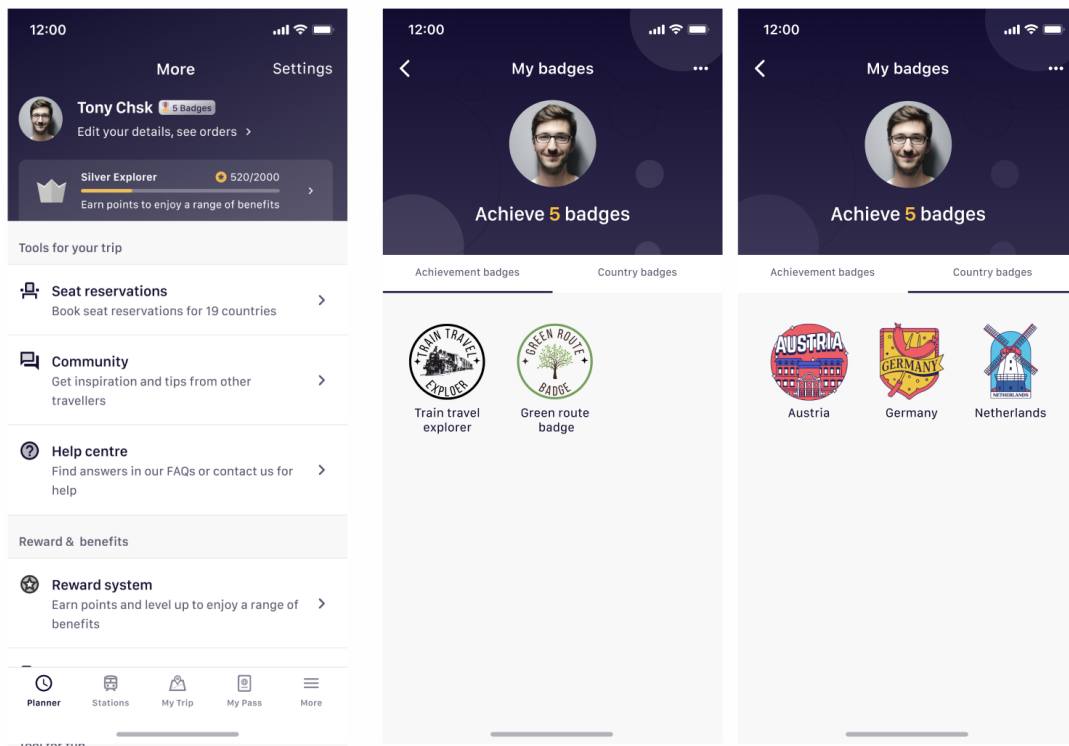 12:00
More
Settings
Tony Chsk
5 Badges
Edit your details, see orders
Silver Explorer
520/2000
Earn points to enjoy a range of benefits
Tools for your trip
Seat reservations
Book seat reservations for 19 countries
Community
Get inspiration and tips from other
travellers
Help centre
Find answers in our FAQs or contact us for
help
Reward & benefits
Reward system
Earn points and level up to enjoy a range of
benefits
Planner
Stations
My Trip
My Pass
More
12:00
My badges
Achieve 5 badges
Achievement badges
Country badges
TRAIN TRAVEL
EXPLOER
Train travel
explorer
GREEN ROUTE
BADGE
Green route
badge
12:00
My badges
Achieve 5 badges
Achievement badges
Country badges
AUSTRIA
Austria
GERMANY
Germany
NETHERLANDS
Netherlands